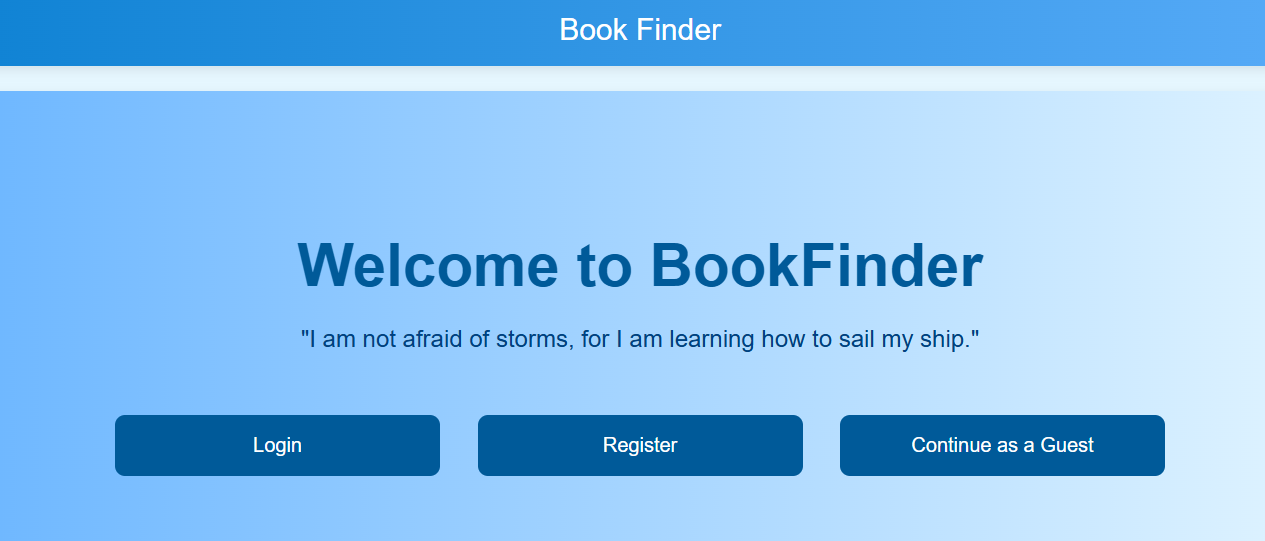 Book Finder
Welcome to BookFinder
"I am not afraid of storms, for I am learning how to sail my ship."
Login
Register
Continue as a Guest